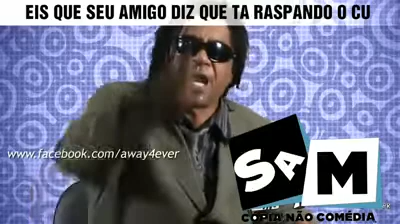 EIS QUE SEU AMIGO DIZ QUE TA RASPANDO O CU
www.facebook.com/away4ever
SAM
COPIA NÃO COMÉDIA